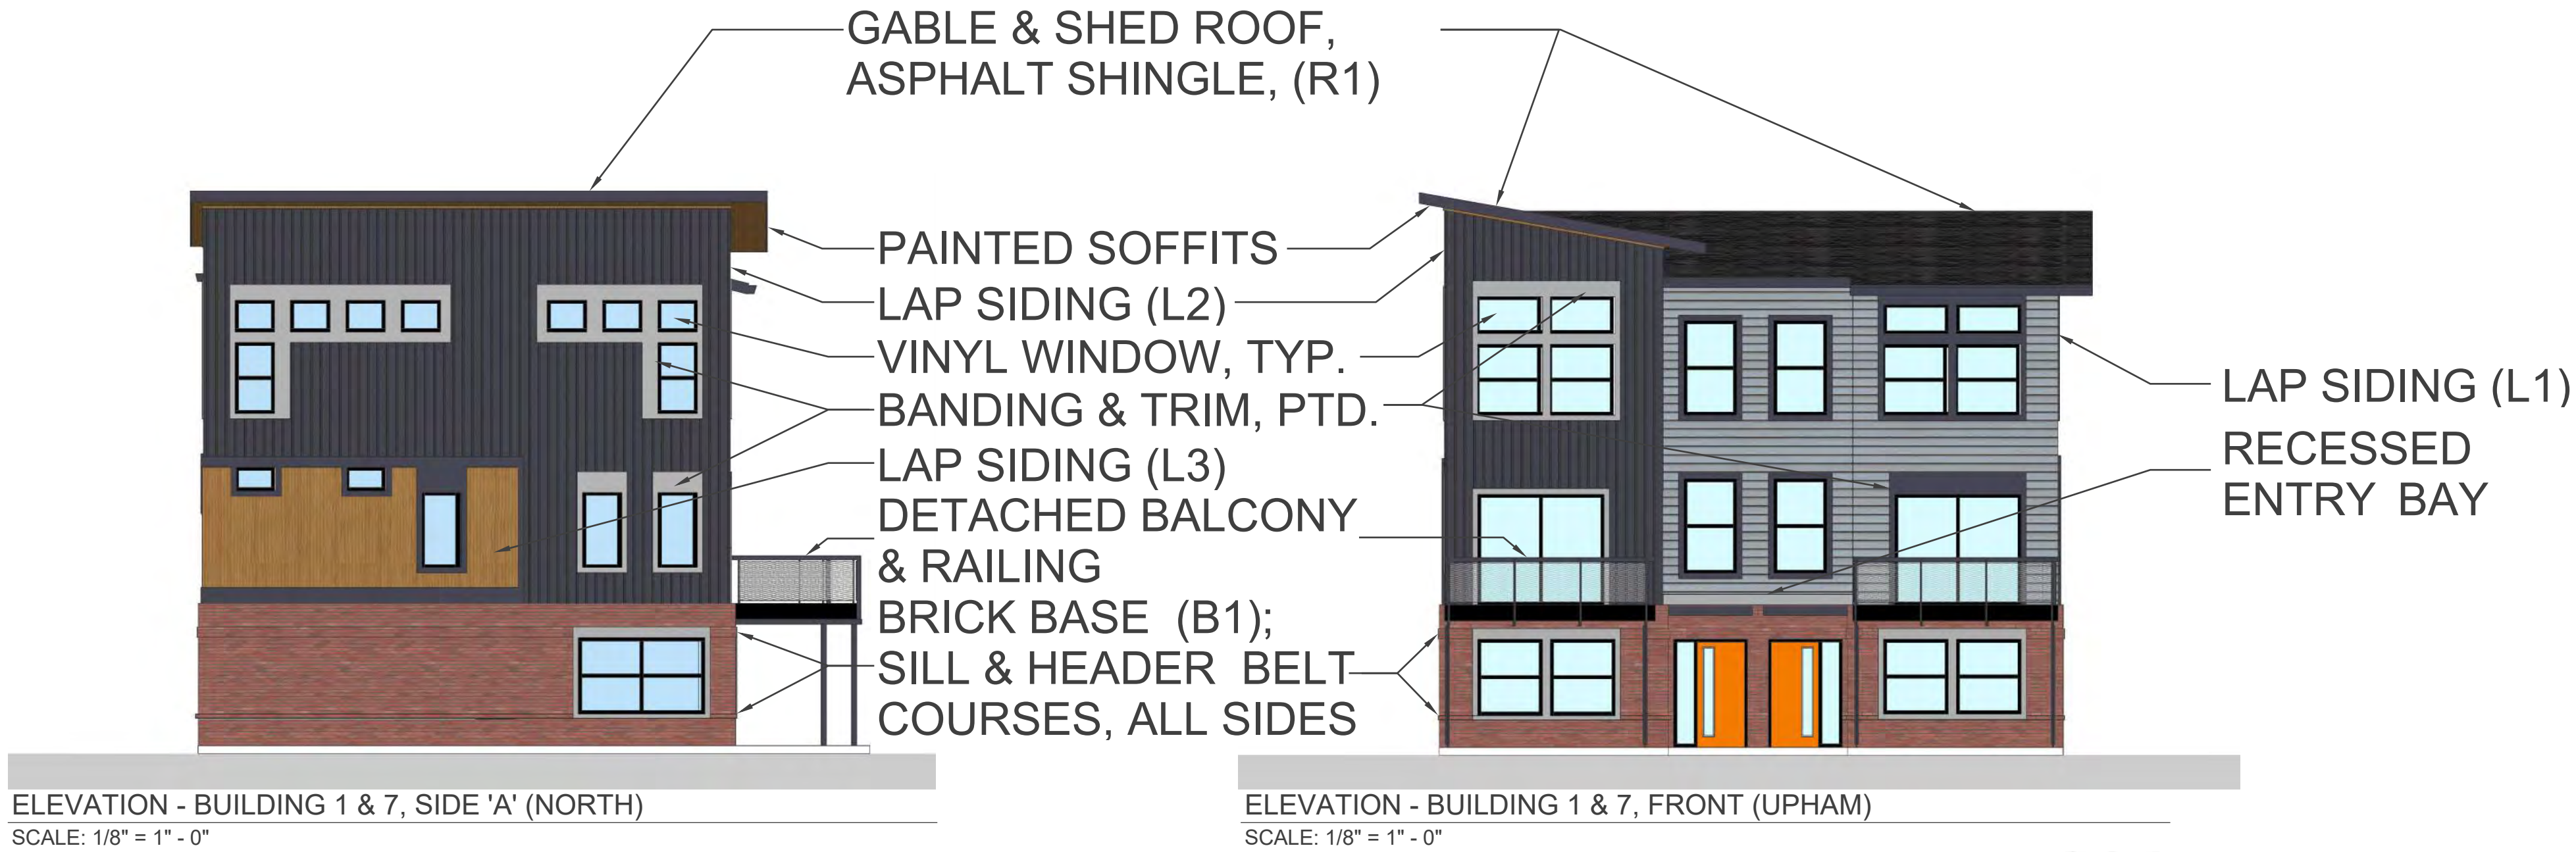 GABLE & SHED ROOF,
ASPHALT SHINGLE, (R1)
PAINTED SOFFITS
LAP SIDING (L2)
VINYL WINDOW, TYP.
BANDING & TRIM, PTD.
LAP SIDING (L3)
DETACHED BALCONY
& RAILING
BRICK BASE (B1);
SILL & HEADER BELT
COURSES, ALL SIDES
LAP SIDING (L1)
RECESSED
ENTRY BAY
ELEVATION - BUILDING 1 & 7, SIDE 'A' (NORTH)
SCALE: 1/8" = 1" - 0"
ELEVATION - BUILDING 1 & 7, FRONT (UPHAM)
SCALE: 1/8" = 1" - 0"